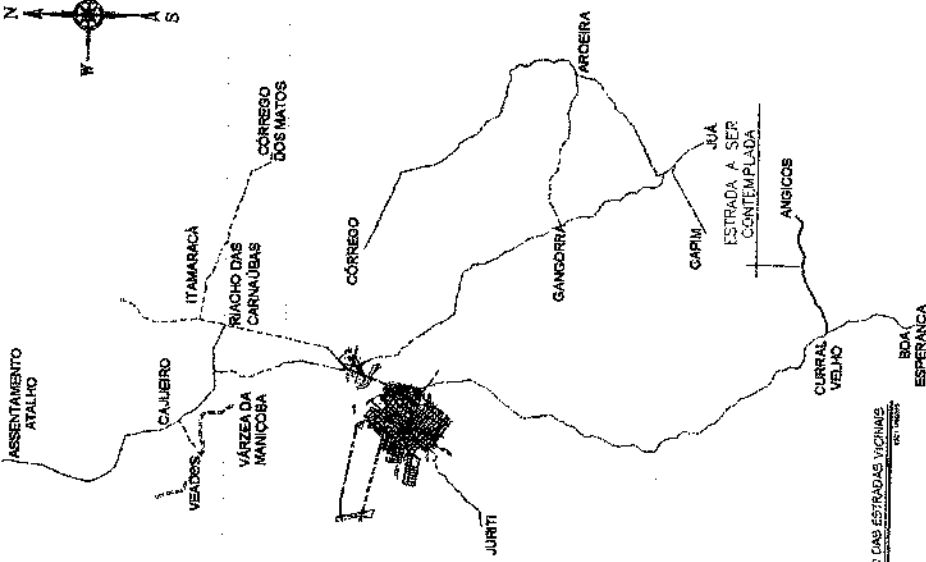 N
W
S
ASSENTAMENTO
ATALHO
CAJUEIRO
ITAMARACÁ
CÓRREGO
DOS MATOS
RIACHO DAS
CARNAÚBAS
VEADOS
VÁRZEA DA
MANIÇOBA
CÓRREGO
AROEIRA
GANGORRA
JUÁ
CAPIM
ESTRADA A SER
CONTEMPLADA
ANGICOS
JURITI
CURRAL
VELHO
BOA
ESPERANCA
DAS ESTRADAS VICINAIS